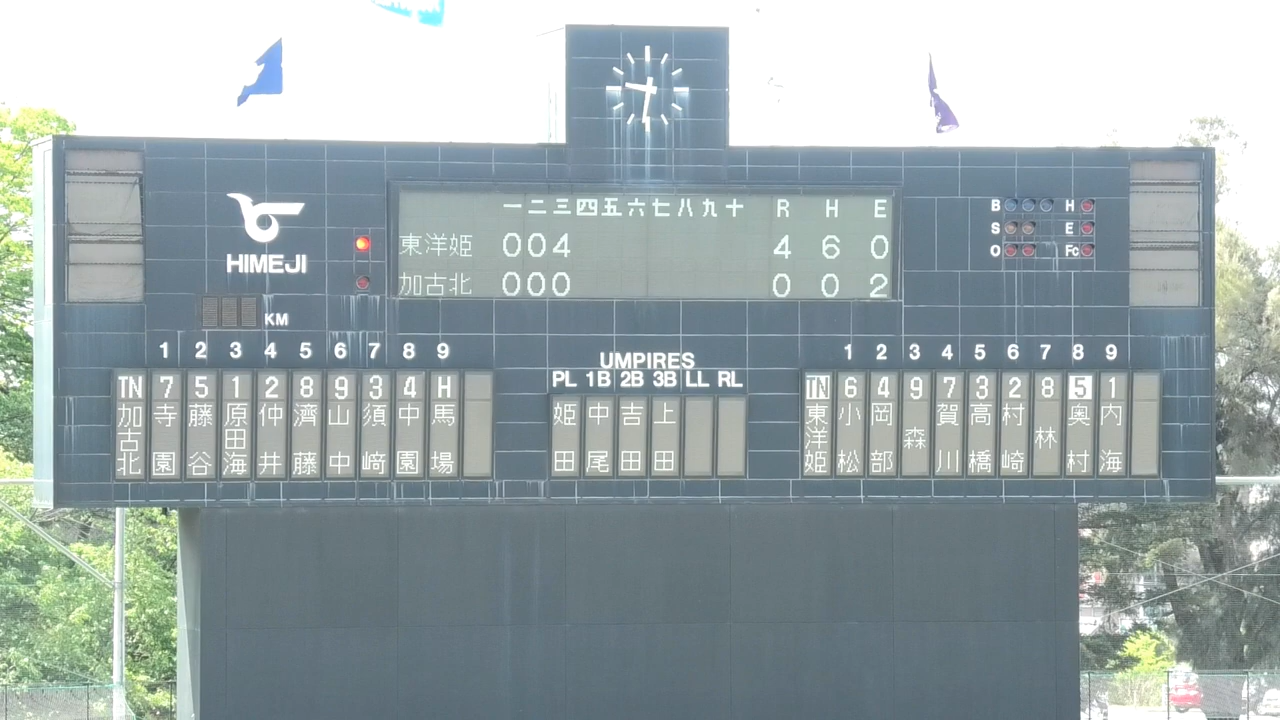 一二三四五六七八九十 R H E
東洋姫 004 4 6 0
加古北 000 0 0 2
HIMEJI
KM
B H
S E
O Fc
1 2 3 4 5 6 7 8 9
TN 7 5 1 2 8 9 3 4 H
加古北 寺園 藤谷 原田海 仲井 濱藤 山中 須﨑 中園 馬場
UMPIRES
PL 1B 2B 3B LL RL
姫田 中尾 吉田 上田
1 2 3 4 5 6 7 8 9
TN 6 4 9 7 3 2 8 5 1
東洋姫 小松 岡部 森 賀川 高橋 村崎 林 奥村 内海